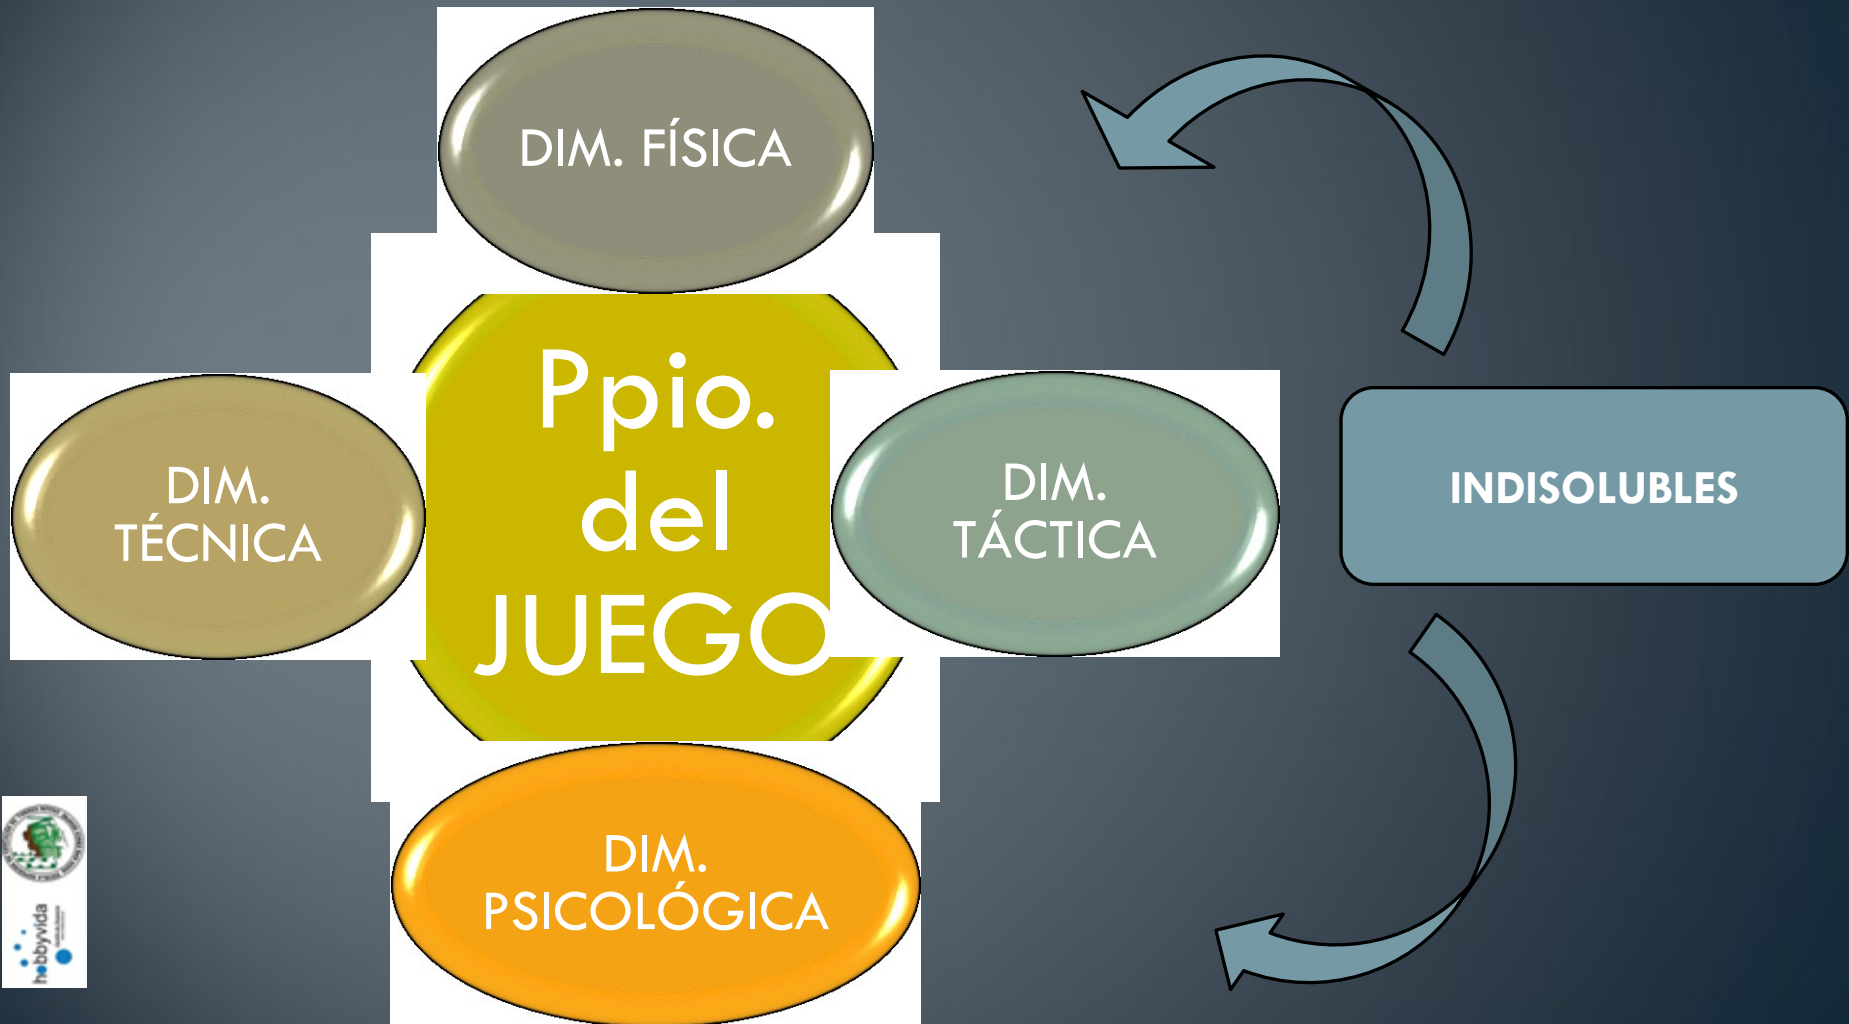 DIM. FÍSICA
Ppio.
del
JUEGO
DIM.
TÉCNICA
DIM.
TÁCTICA
INDISOLUBLES
DIM.
PSICOLÓGICA
hobbyvida